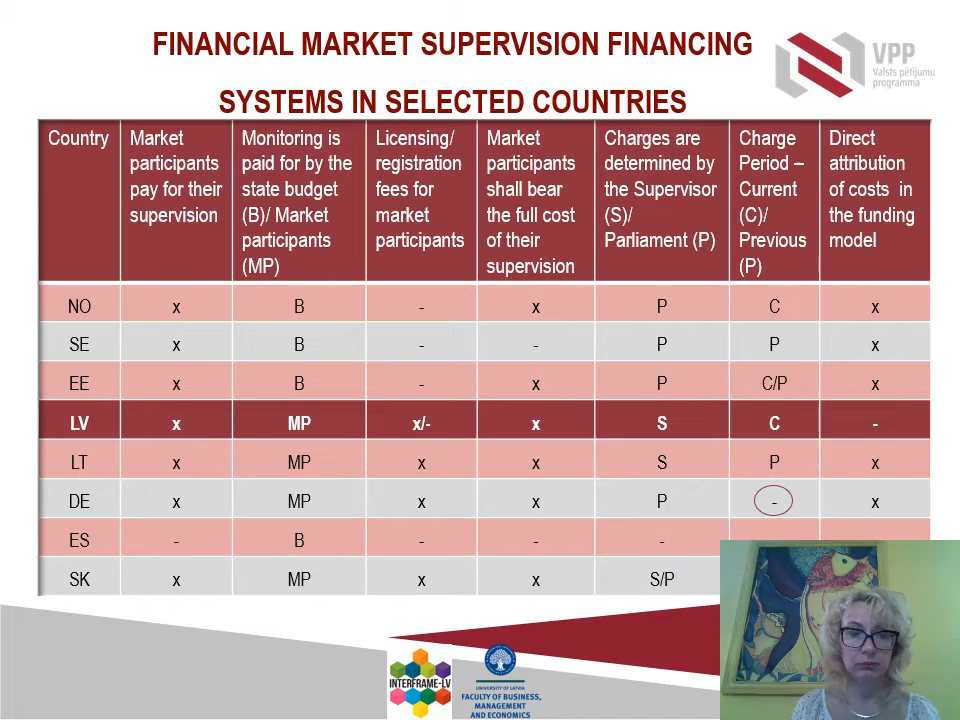 FINANCIAL MARKET SUPERVISION FINANCING
SYSTEMS IN SELECTED COUNTRIES
VPP
Valsts pētījumu
programma
Country
Market
participants
pay for their
supervision
Monitoring is
paid for by the
state budget
(B)/ Market
participants
(MP)
Licensing/
registration
fees for
market
participants
Market
participants
shall bear
the full cost
of their
supervision
Charges are
determined by
the Supervisor
(S)/
Parliament (P)
Charge
Period –
Current
(C)/
Previous
(P)
Direct
attribution
of costs in
the funding
model
NO x B - x P C x
SE x B - - P P x
EE x B - x P C/P x
LV x MP x/- x S C -
LT x MP x x S P x
DE x MP x x P - x
ES - B - - -
SK x MP x x S/P
INTERFRAME-LV
UNIVERSITY OF LATVIA
FACULTY OF BUSINESS,
MANAGEMENT
AND ECONOMICS